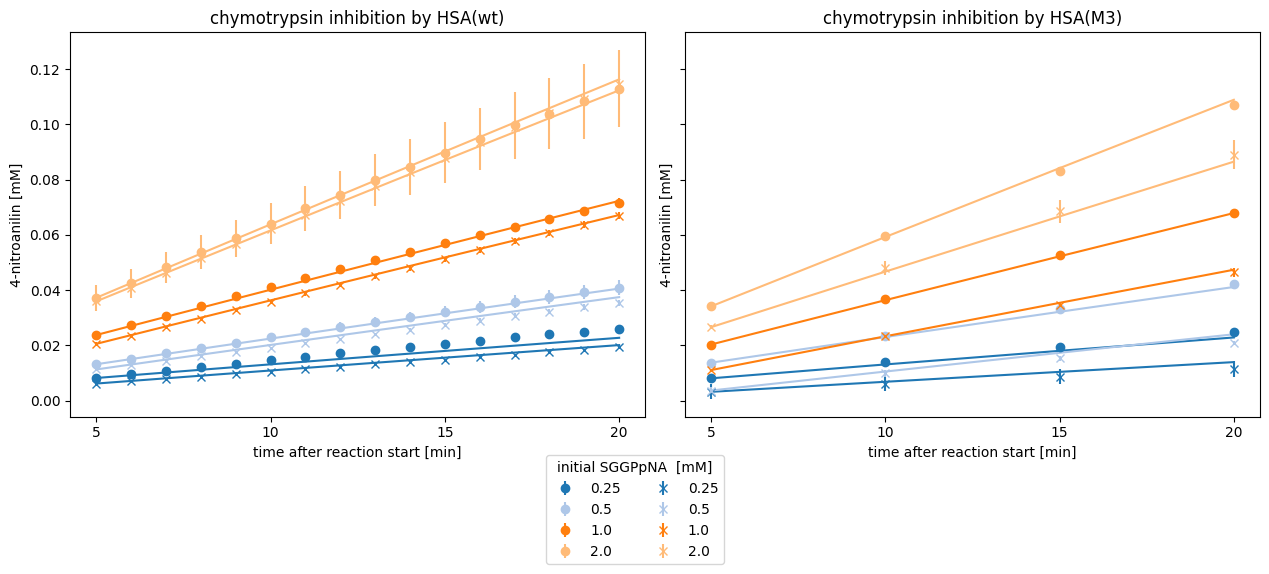 chymotrypsin inhibition by HSA(wt)
4-nitroanilin [mM]
0.12
0.10
0.08
0.06
0.04
0.02
0.00
5
10
15
20
time after reaction start [min]
chymotrypsin inhibition by HSA(M3)
4-nitroanilin [mM]
5
10
15
20
time after reaction start [min]
initial SGGPpNA [mM]
0.25 0.25
0.5 0.5
1.0 1.0
2.0 2.0